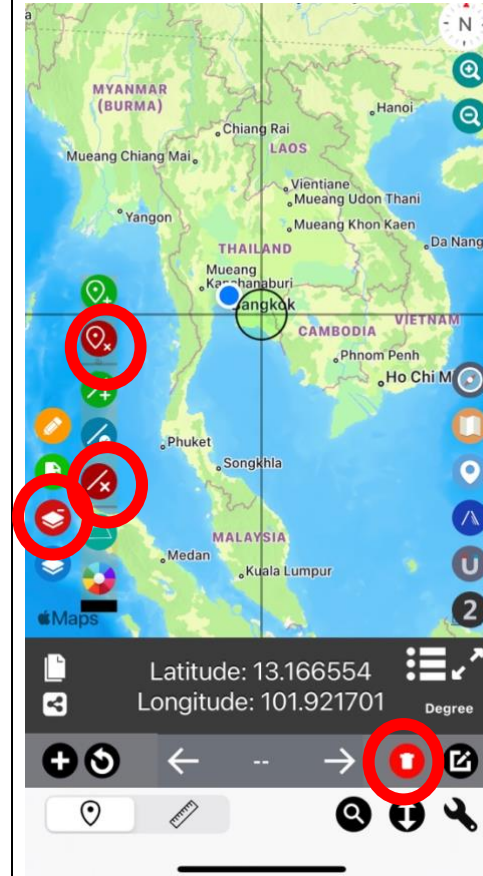 N
MYANMAR
(BURMA)
Hanoi
Chiang Rai
LAOS
Mueang Chiang Mai
Vientiane
Mueang Udon Thani
Yangon
Mueang Khon Kaen
Da Nang
THAILAND
Mueang
Kanchanaburi
Bangkok
CAMBODIA
VIETNAM
Phnom Penh
Ho Chi M
Phuket
Songkhla
MALAYSIA
Medan
Kuala Lumpur
U
Maps
2
Latitude: 13.166554
Longitude: 101.921701
Degree
--